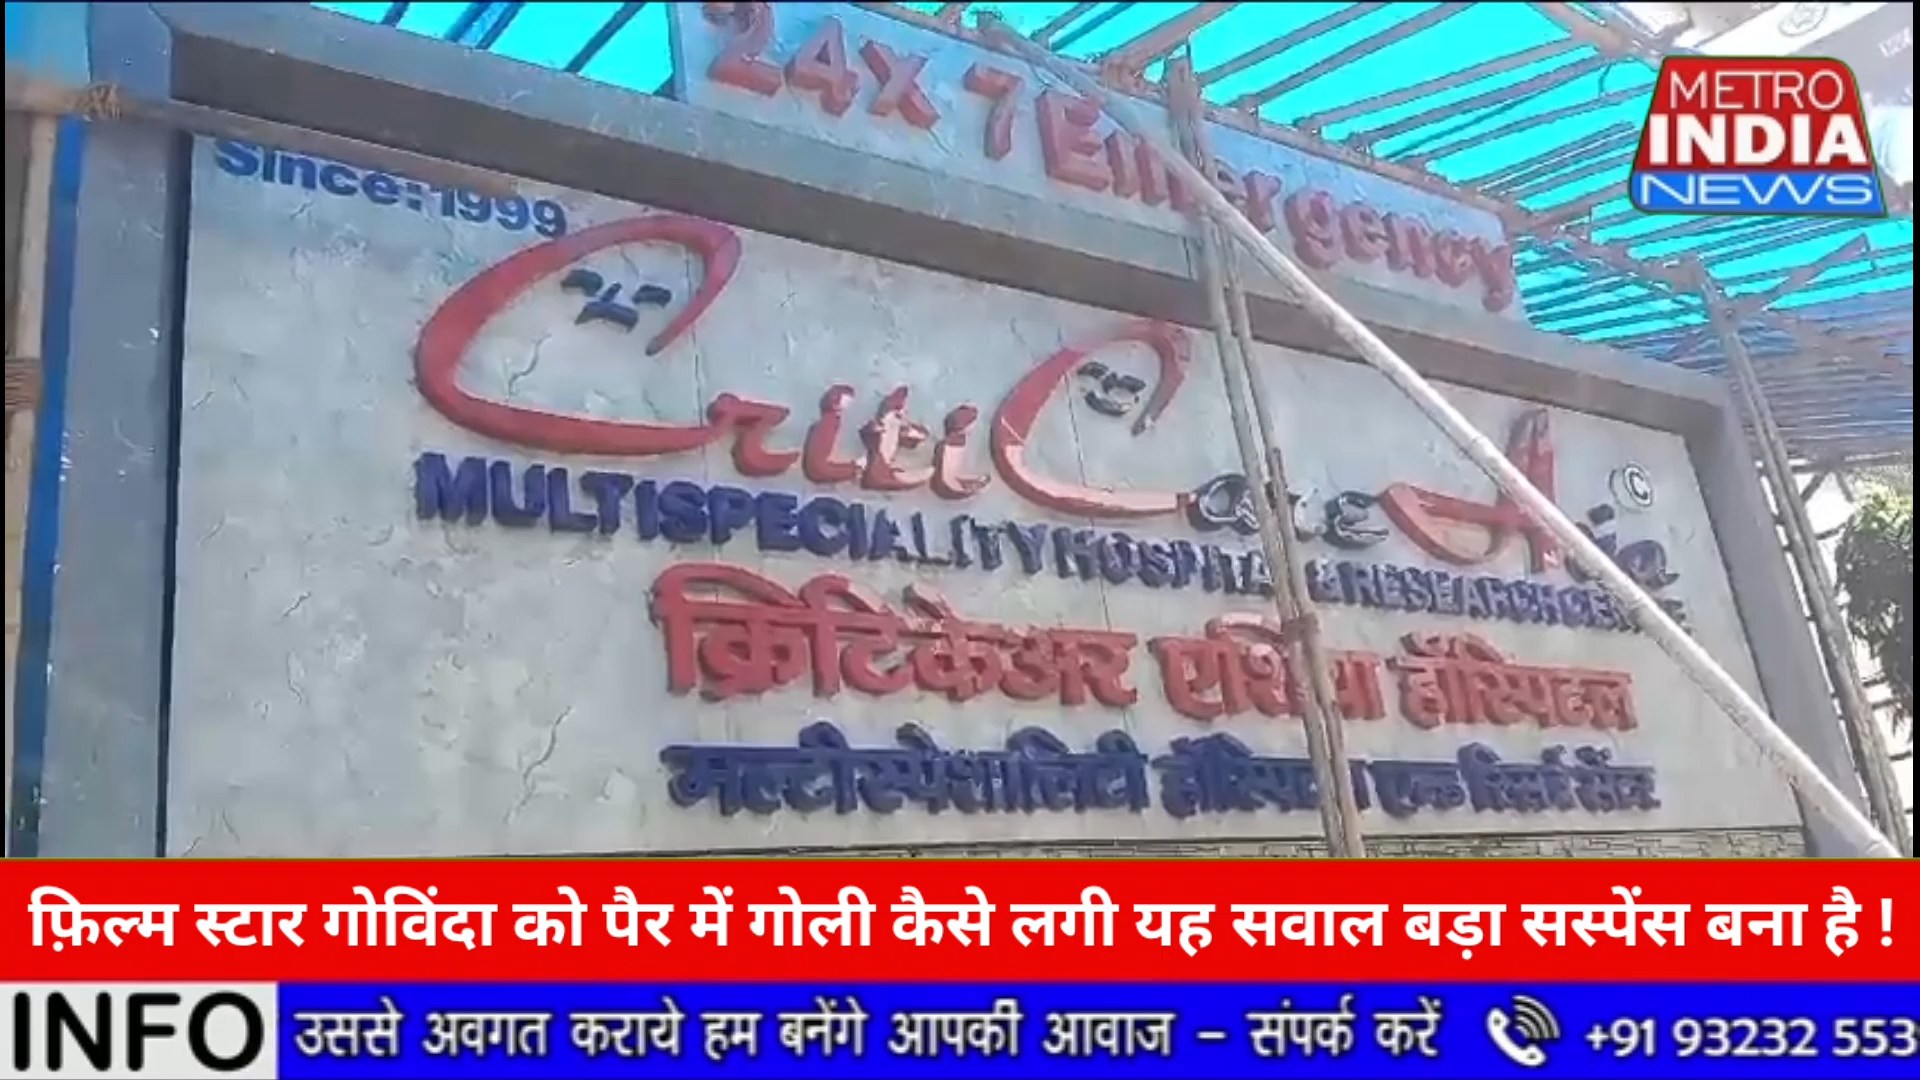 24x7 Emergency
METRO
INDIA
NEWS
Since:1999
CritiCare Asia
MULTISPECIALITY HOSPITAL & RESEARCH CENTRE
क्रिटिकेअर एशिया हॉस्पिटल
मल्टीस्पेशालिटी हॉस्पिटल एन्ड रिसर्च सेंटर
फ़िल्म स्टार गोविंदा को पैर में गोली कैसे लगी यह सवाल बड़ा सस्पेंस बना है !
INFO उससे अवगत कराये हम बनेंगे आपकी आवाज – संपर्क करें +91 93232 553